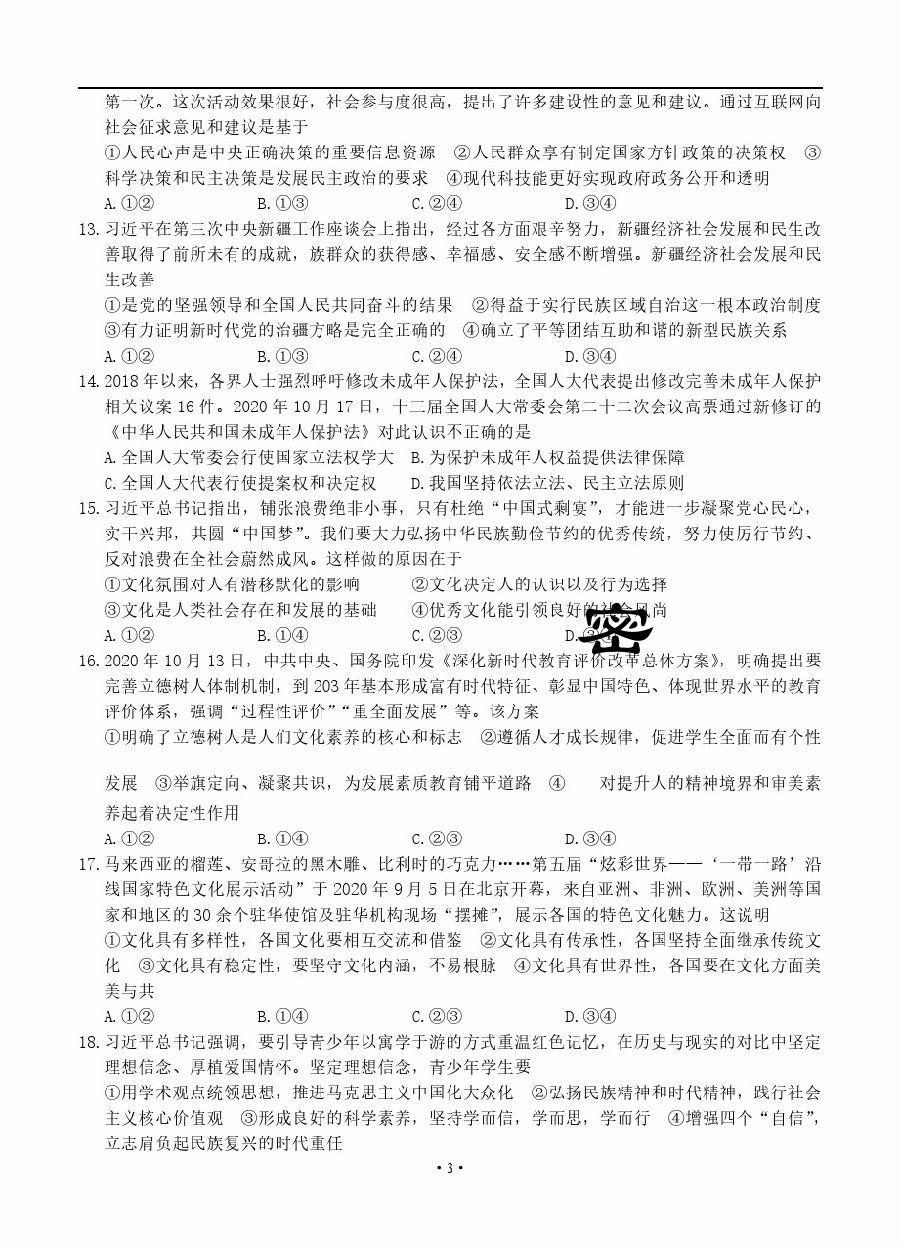 第一次。这次活动效果很好，社会参与度很高，提出了许多建设性的意见和建议。通过互联网向
社会征求意见和建议是基于
①人民心声是中央正确决策的重要信息资源　②人民群众享有制定国家方针政策的决策权　③
科学决策和民主决策是发展民主政治的要求　④现代科技能更好实现政府政务公开和透明
A.①②　B.①③　C.②④　D.③④
13.习近平在第三次中央新疆工作座谈会上指出，经过各方面艰辛努力，新疆经济社会发展和民生改
善取得了前所未有的成就，族群众的获得感、幸福感、安全感不断增强。新疆经济社会发展和民
生改善
①是党的坚强领导和全国人民共同奋斗的结果　②得益于实行民族区域自治这一根本政治制度
③有力证明新时代党的治疆方略是完全正确的　④确立了平等团结互助和谐的新型民族关系
A.①②　B.①③　C.②④　D.③④
14.2018年以来，各界人士强烈呼吁修改未成年人保护法，全国人大代表提出修改完善未成年人保护
相关议案16件。2020年10月17日，十二届全国人大常委会第二十二次会议高票通过新修订的
《中华人民共和国未成年人保护法》对此认识不正确的是
A.全国人大常委会行使国家立法权学大　B.为保护未成年人权益提供法律保障
C.全国人大代表行使提案权和决定权　D.我国坚持依法立法、民主立法原则
15.习近平总书记指出，铺张浪费绝非小事，只有杜绝“中国式剩宴”，才能进一步凝聚党心民心，
实干兴邦，共圆“中国梦”。我们要大力弘扬中华民族勤俭节约的优秀传统，努力使厉行节约、
反对浪费在全社会蔚然成风。这样做的原因在于
①文化氛围对人有潜移默化的影响　②文化决定人的认识以及行为选择
③文化是人类社会存在和发展的基础　④优秀文化能引领良好的社会风尚
A.①②　B.①④　C.②③　D.③④
密
16.2020年10月13日，中共中央、国务院印发《深化新时代教育评价改革总体方案》，明确提出要
完善立德树人体制机制，到203年基本形成富有时代特征、彰显中国特色、体现世界水平的教育
评价体系，强调“过程性评价”“重全面发展”等。该方案
①明确了立德树人是人们文化素养的核心和标志　②遵循人才成长规律，促进学生全面而有个性
发展　③举旗定向、凝聚共识，为发展素质教育铺平道路　④　对提升人的精神境界和审美素
养起着决定性作用
A.①②　B.①④　C.②③　D.③④
17.马来西亚的榴莲、安哥拉的黑木雕、比利时的巧克力……第五届“炫彩世界——‘一带一路’沿
线国家特色文化展示活动”于2020年9月5日在北京开幕，来自亚洲、非洲、欧洲、美洲等国
家和地区的30余个驻华使馆及驻华机构现场“摆摊”，展示各国的特色文化魅力。这说明
①文化具有多样性，各国文化要相互交流和借鉴　②文化具有传承性，各国坚持全面继承传统文
化　③文化具有稳定性，要坚守文化内涵，不易根脉　④文化具有世界性，各国要在文化方面美
美与共
A.①②　B.①④　C.②③　D.③④
18.习近平总书记强调，要引导青少年以寓学于游的方式重温红色记忆，在历史与现实的对比中坚定
理想信念、厚植爱国情怀。坚定理想信念，青少年学生要
①用学术观点统领思想，推进马克思主义中国化大众化　②弘扬民族精神和时代精神，践行社会
主义核心价值观　③形成良好的科学素养，坚持学而信，学而思，学而行　④增强四个“自信”，
立志肩负起民族复兴的时代重任
·3·